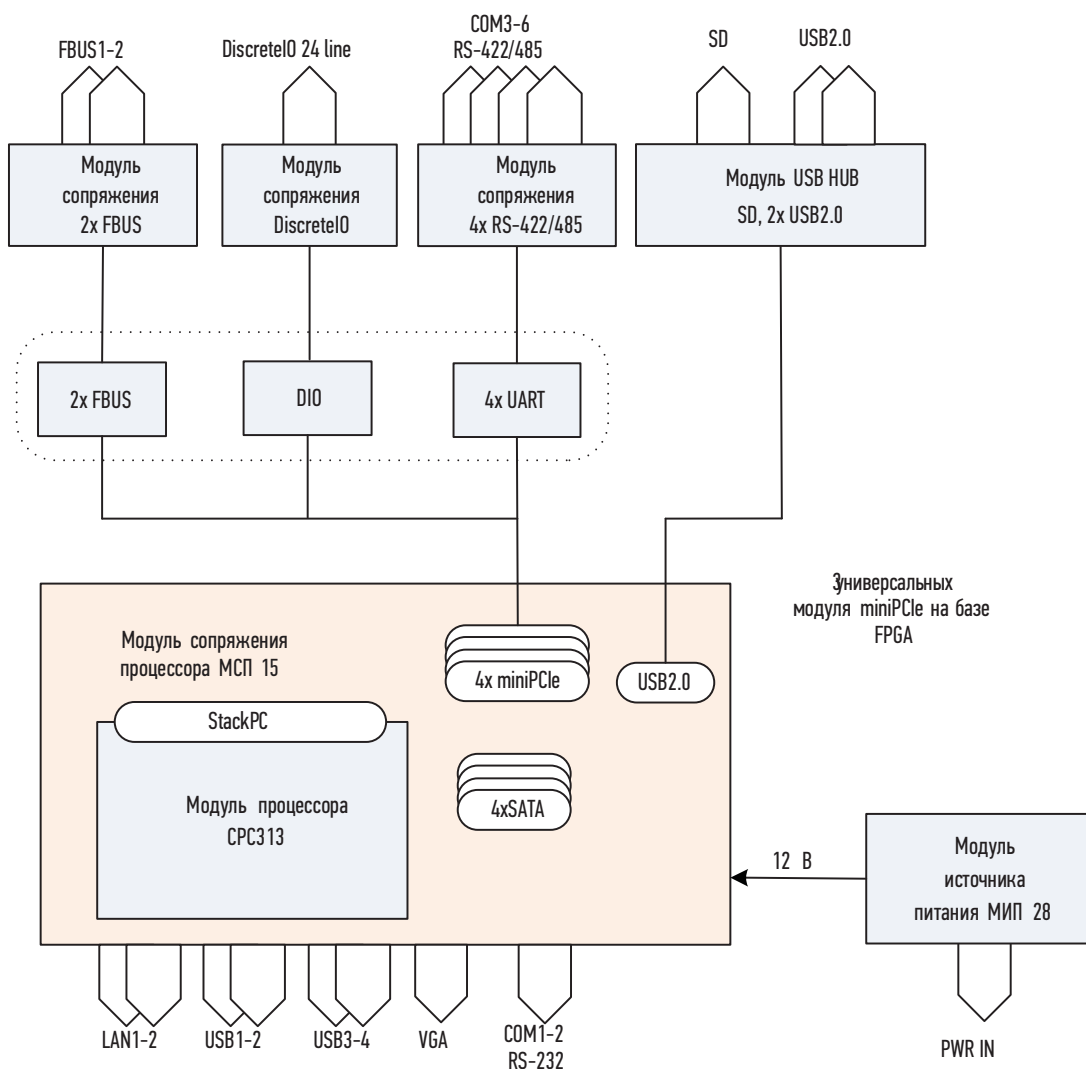 FBUS1-2
DiscreteIO 24 line
COM3-6
RS-422/485
SD
USB2.0
Модуль
сопряжения
2x FBUS
Модуль
сопряжения
DiscreteIO
Модуль
сопряжения
4x RS-422/485
Модуль USB HUB
SD, 2x USB2.0
2x FBUS
DIO
4x UART
3 универсальных
модуля miniPCIe на базе
FPGA
Модуль сопряжения
процессора МСП 15
4x miniPCIe
USB2.0
StackPC
Модуль процессора
CPC313
4xSATA
12 В
Модуль
источника
питания МИП 28
LAN1-2
USB1-2
USB3-4
VGA
COM1-2
RS-232
PWR IN